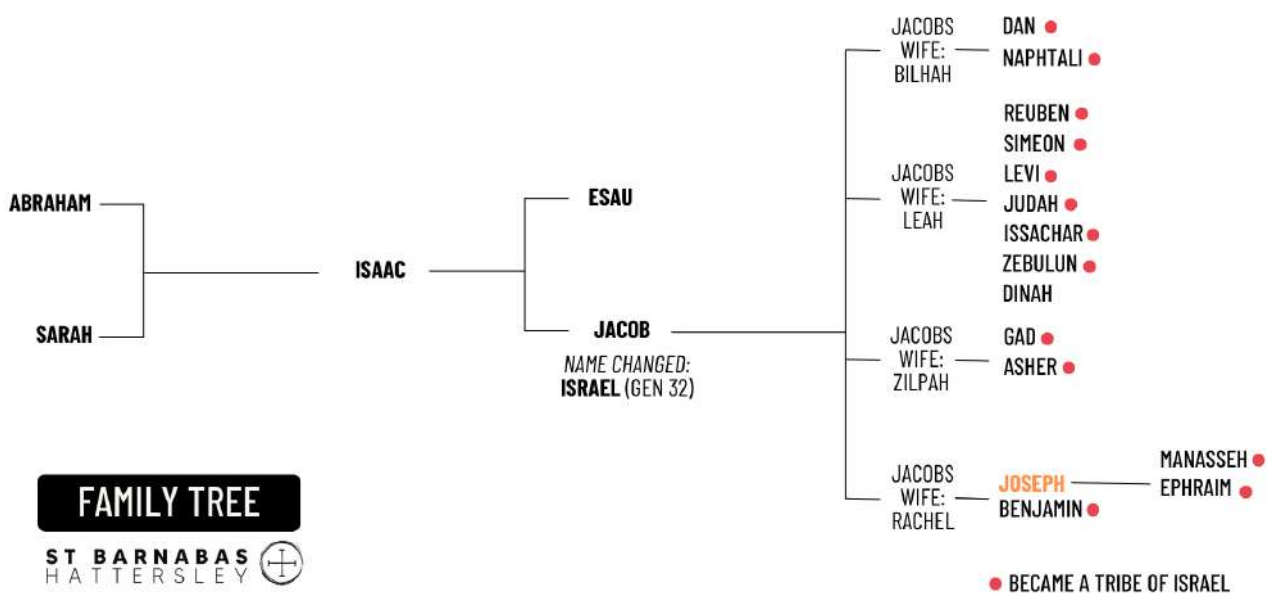 ABRAHAM
SARAH
ISAAC
ESAU
JACOB
NAME CHANGED:
ISRAEL (GEN 32)
JACOBS
WIFE:
BILHAH
DAN
NAPHTALI
JACOBS
WIFE:
LEAH
REUBEN
SIMEON
LEVI
JUDAH
ISSACHAR
ZEBULUN
DINAH
JACOBS
WIFE:
ZILPAH
GAD
ASHER
JACOBS
WIFE:
RACHEL
JOSEPH
BENJAMIN
MANASSEH
EPHRAIM
FAMILY TREE
ST BARNABAS
HATTERSLEY
BECAME A TRIBE OF ISRAEL